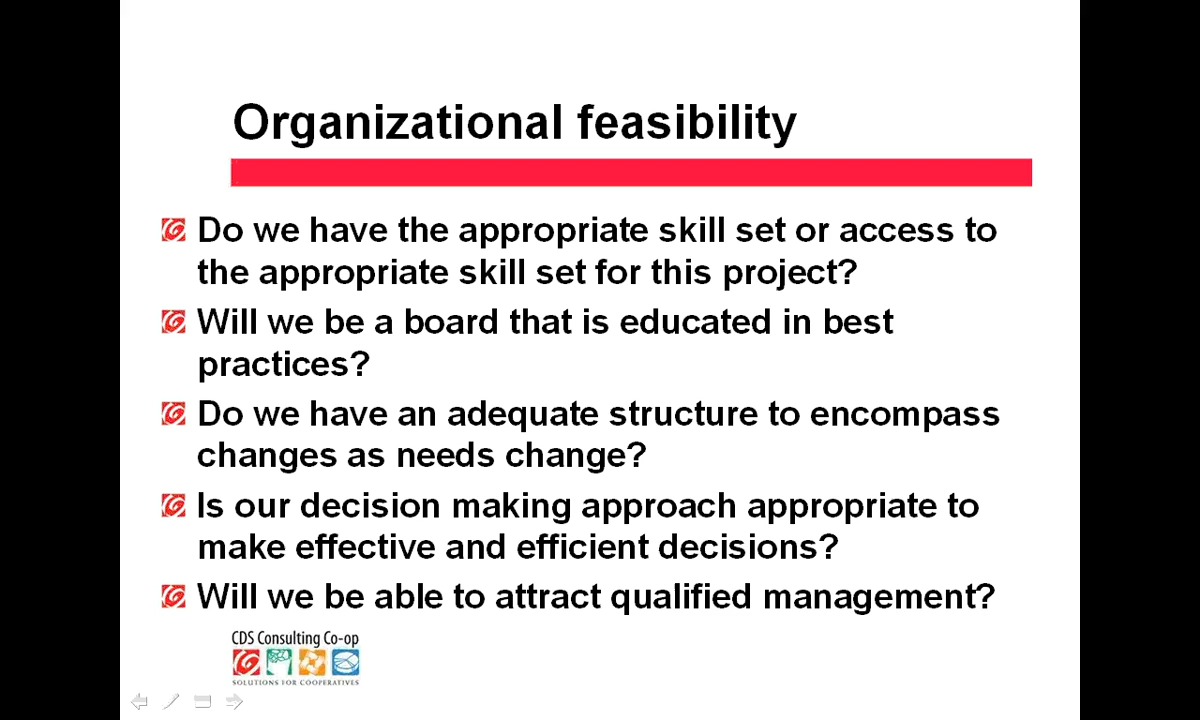 Organizational feasibility
Do we have the appropriate skill set or access to
the appropriate skill set for this project?
Will we be a board that is educated in best
practices?
Do we have an adequate structure to encompass
changes as needs change?
Is our decision making approach appropriate to
make effective and efficient decisions?
Will we be able to attract qualified management?
CDS Consulting Co-op
SOLUTIONS FOR COOPERATIVES